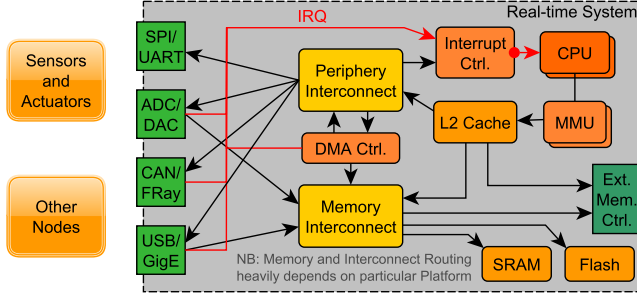 Real-time System
IRQ
Sensors
and
Actuators
Other
Nodes
SPI/
UART
ADC/
DAC
CAN/
FRay
USB/
GigE
Periphery
Interconnect
Interrupt
Ctrl.
CPU
DMA Ctrl.
L2 Cache
MMU
Memory
Interconnect
Ext.
Mem.
Ctrl.
NB: Memory and Interconnect Routing
heavily depends on particular Platform
SRAM
Flash